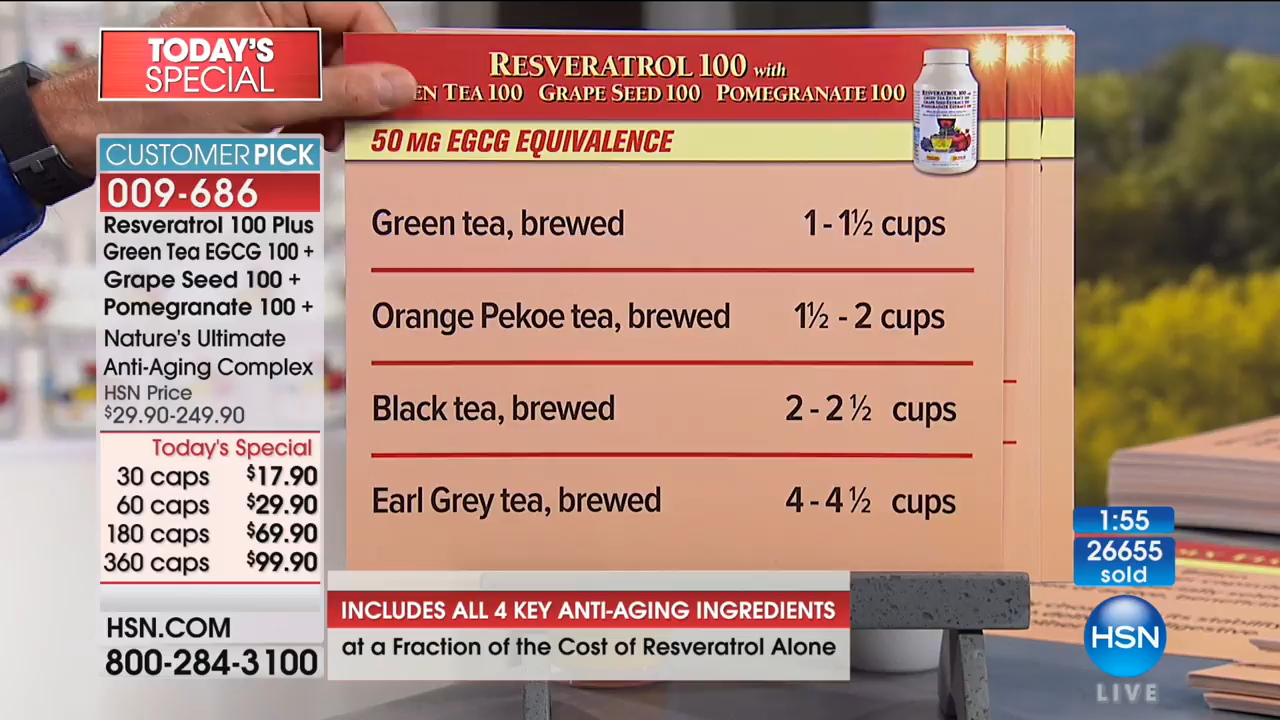 TODAY'S
SPECIAL
CUSTOMER PICK
009-686
Resveratrol 100 Plus
Green Tea EGCG 100 +
Grape Seed 100 +
Pomegranate 100 +
Nature's Ultimate
Anti-Aging Complex
HSN Price
$29.90-249.90
Today's Special
30 caps $17.90
60 caps $29.90
180 caps $69.90
360 caps $99.90
HSN.COM
800-284-3100
RESVERATROL 100 with
EN TEA 100 GRAPE SEED 100 POMEGRANATE 100
50 MG EGCG EQUIVALENCE
Green tea, brewed 1 - 1½ cups
Orange Pekoe tea, brewed 1½ - 2 cups
Black tea, brewed 2 - 2½ cups
Earl Grey tea, brewed 4 - 4½ cups
RESVERATROL 100
INCLUDES ALL 4 KEY ANTI-AGING INGREDIENTS
at a Fraction of the Cost of Resveratrol Alone
1:55
26655
sold
HSN
LIVE